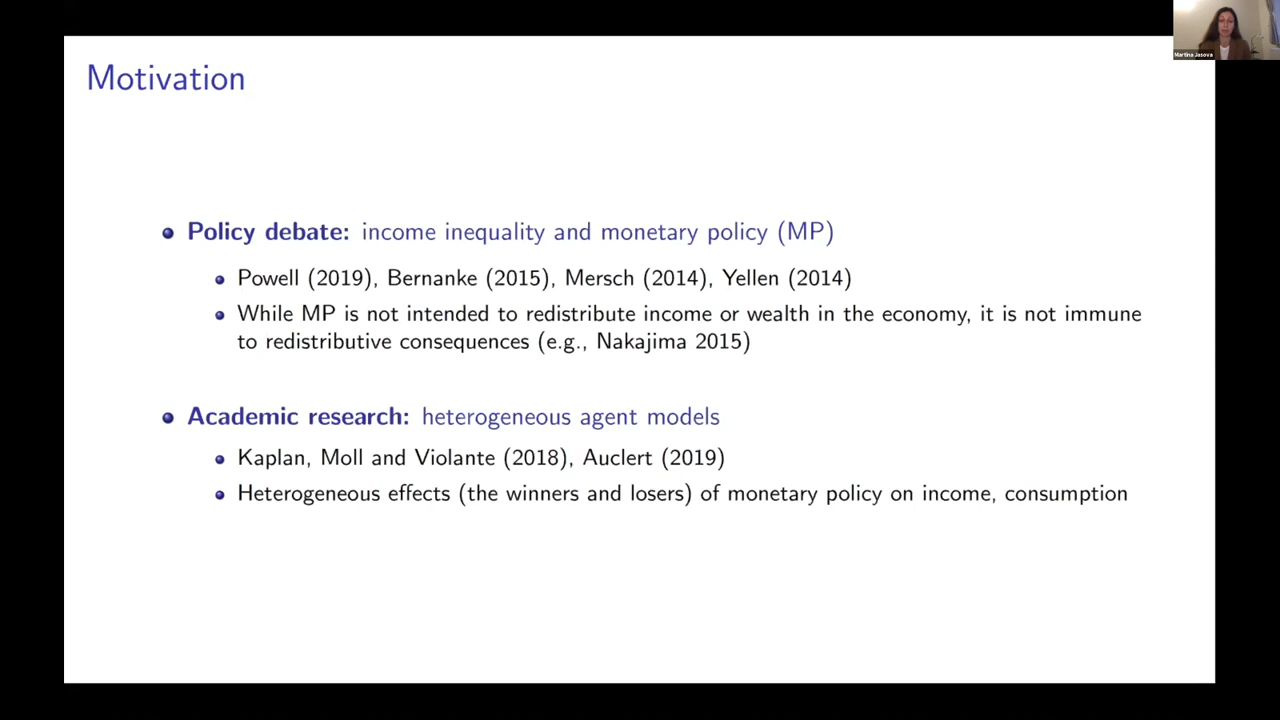 Motivation
Policy debate: income inequality and monetary policy (MP)
Powell (2019), Bernanke (2015), Mersch (2014), Yellen (2014)
While MP is not intended to redistribute income or wealth in the economy, it is not immune
to redistributive consequences (e.g., Nakajima 2015)
Academic research: heterogeneous agent models
Kaplan, Moll and Violante (2018), Auclert (2019)
Heterogeneous effects (the winners and losers) of monetary policy on income, consumption
Martina Jasova